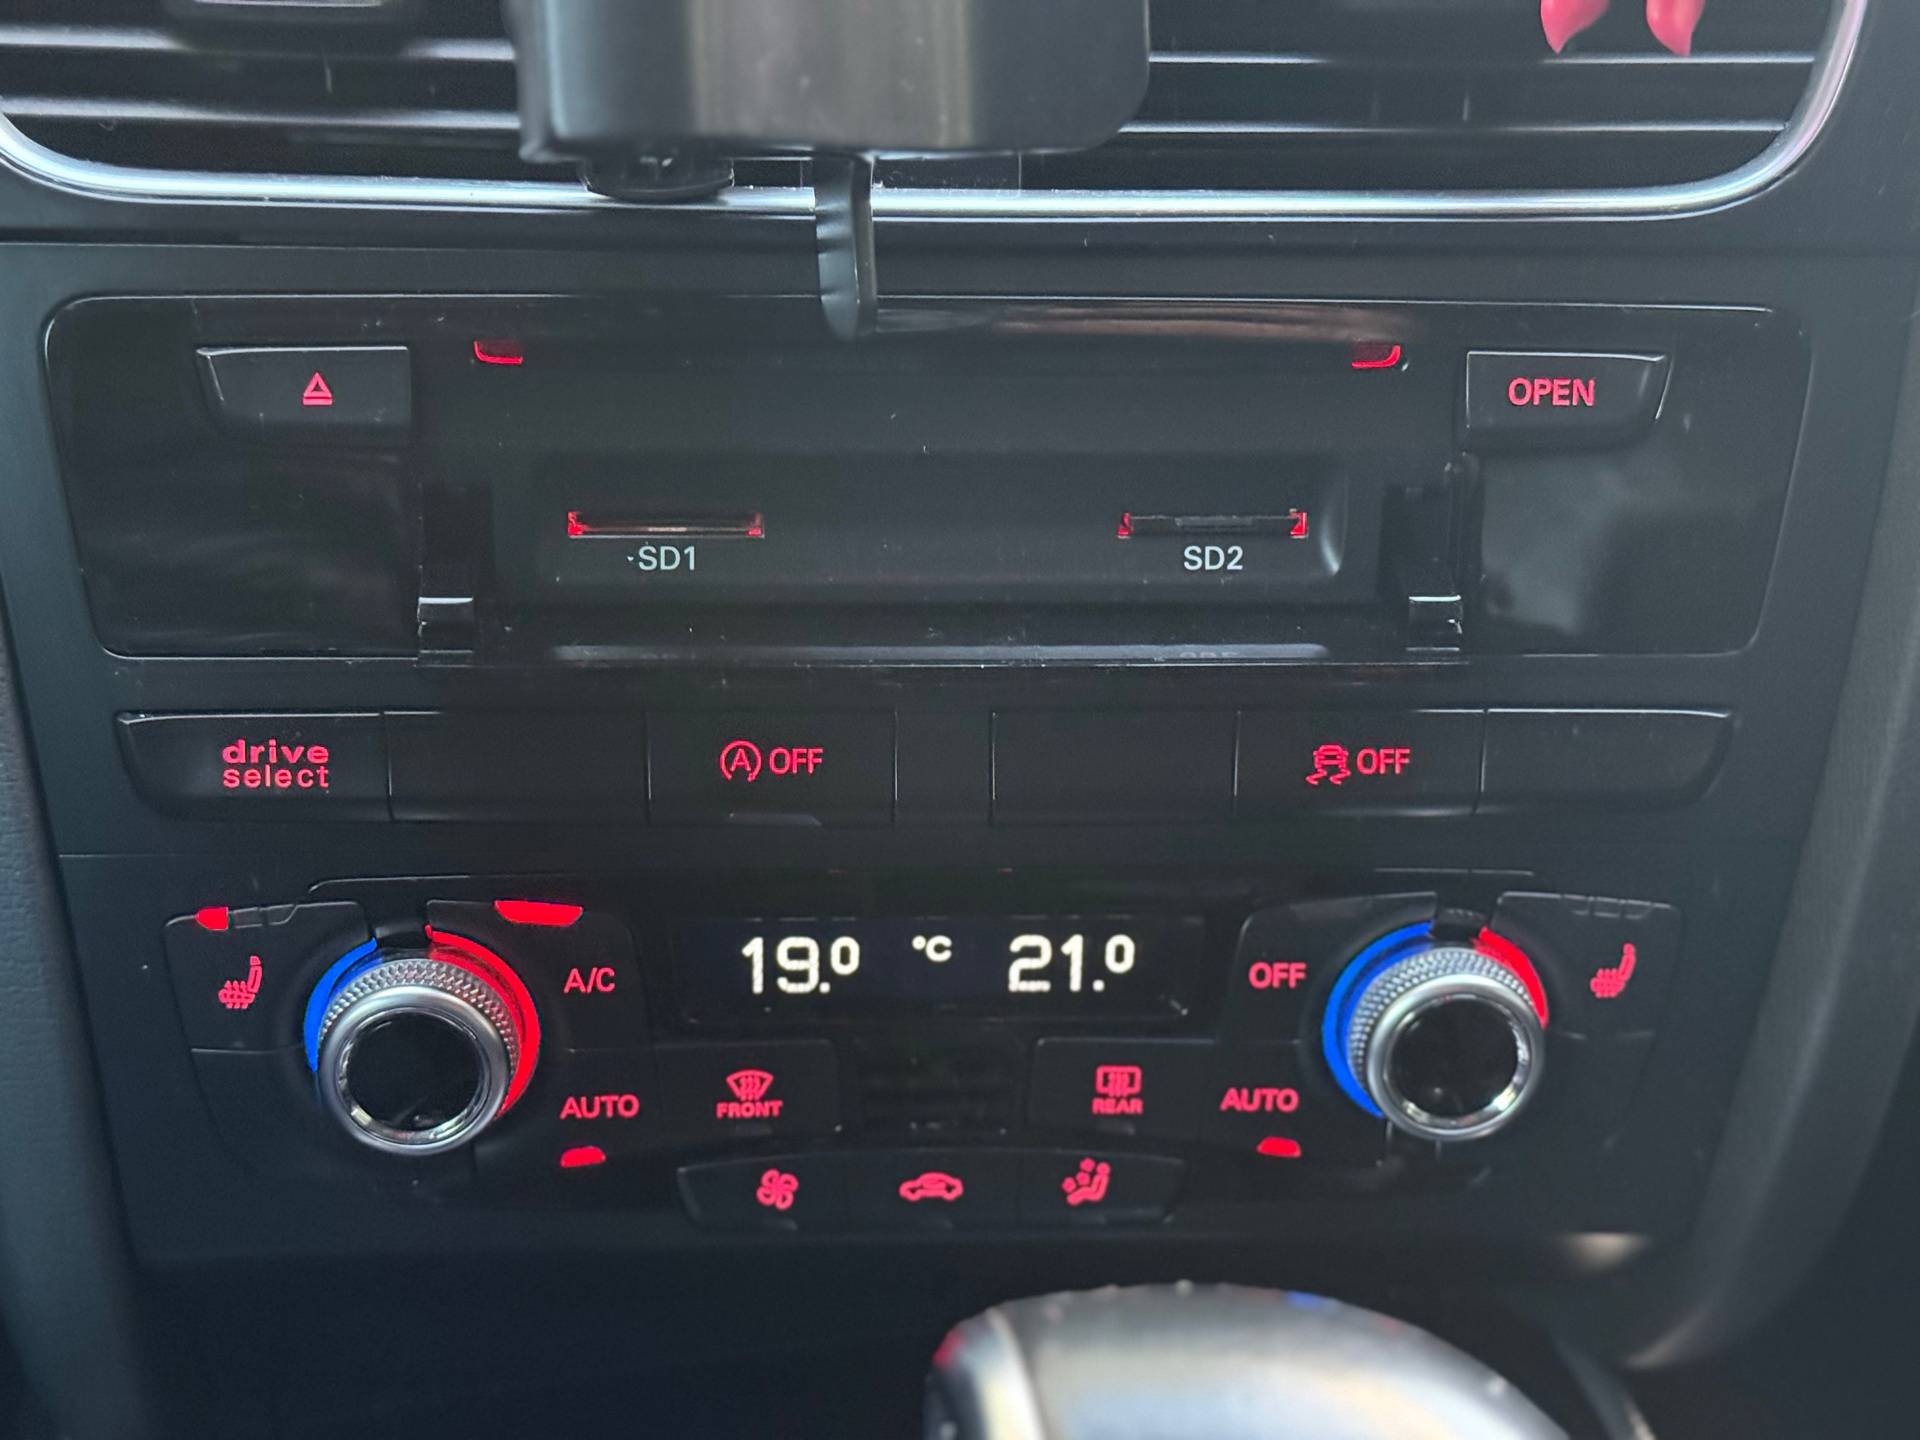 OPEN
SD1
SD2
drive
select
A OFF
OFF
19.0 °C 21.0
A/C
OFF
AUTO
FRONT
REAR
AUTO